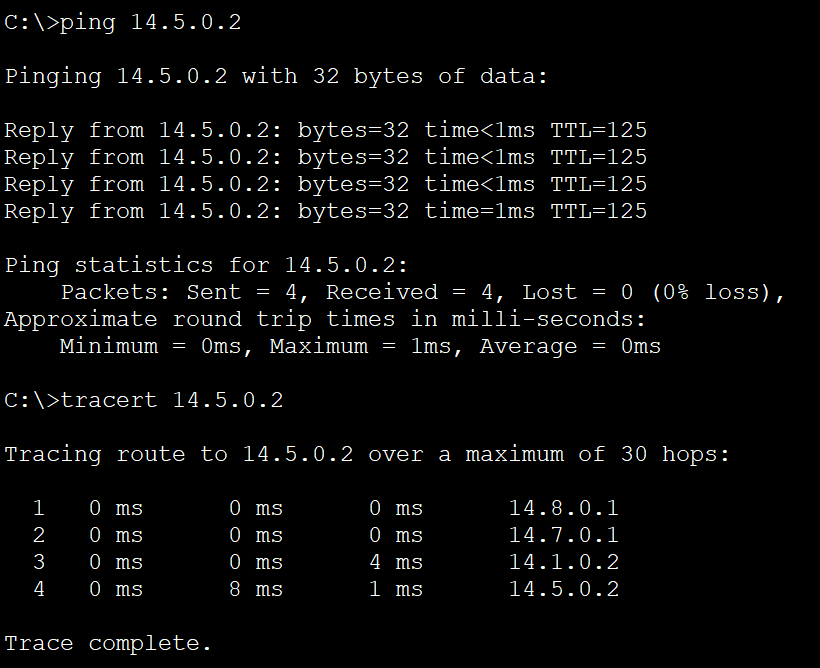 C:\>ping 14.5.0.2
Pinging 14.5.0.2 with 32 bytes of data:
Reply from 14.5.0.2: bytes=32 time<1ms TTL=125
Reply from 14.5.0.2: bytes=32 time<1ms TTL=125
Reply from 14.5.0.2: bytes=32 time<1ms TTL=125
Reply from 14.5.0.2: bytes=32 time=1ms TTL=125
Ping statistics for 14.5.0.2:
    Packets: Sent = 4, Received = 4, Lost = 0 (0% loss),
Approximate round trip times in milli-seconds:
    Minimum = 0ms, Maximum = 1ms, Average = 0ms
C:\>tracert 14.5.0.2
Tracing route to 14.5.0.2 over a maximum of 30 hops:
  1   0 ms      0 ms      0 ms      14.8.0.1
  2   0 ms      0 ms      0 ms      14.7.0.1
  3   0 ms      0 ms      4 ms      14.1.0.2
  4   0 ms      8 ms      1 ms      14.5.0.2
Trace complete.